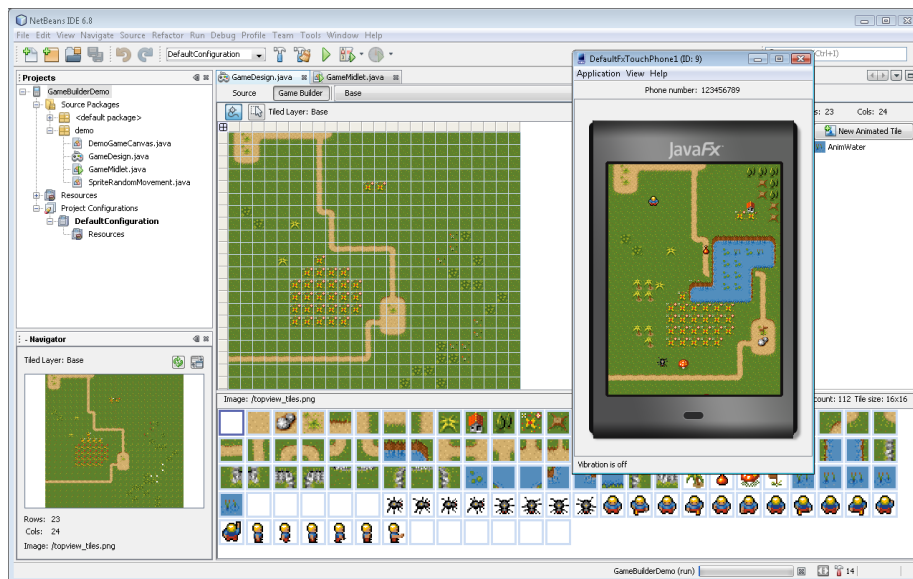 NetBeans IDE 6.8
File Edit View Navigate Source Refactor Run Debug Profile Team Tools Window Help
DefaultConfiguration
Ctrl+I)
Projects
GameBuilderDemo
Source Packages
<default package>
demo
DemoGameCanvas.java
GameDesign.java
GameMidlet.java
SpriteRandomMovement.java
Resources
Project Configurations
DefaultConfiguration
Resources
GameDesign.java
GameMidlet.java
Source
Game Builder
Base
Tiled Layer: Base
DefaultFxTouchPhone1 (ID: 9)
Application View Help
Phone number: 123456789
JavaFx
Vibration is off
s: 23 Cols: 24
New Animated Tile
AnimWater
- Navigator
Tiled Layer: Base
Rows: 23
Cols: 24
Image: /topview_tiles.png
Image: /topview_tiles.png
count: 112 Tile size: 16x16
GameBuilderDemo (run)
14